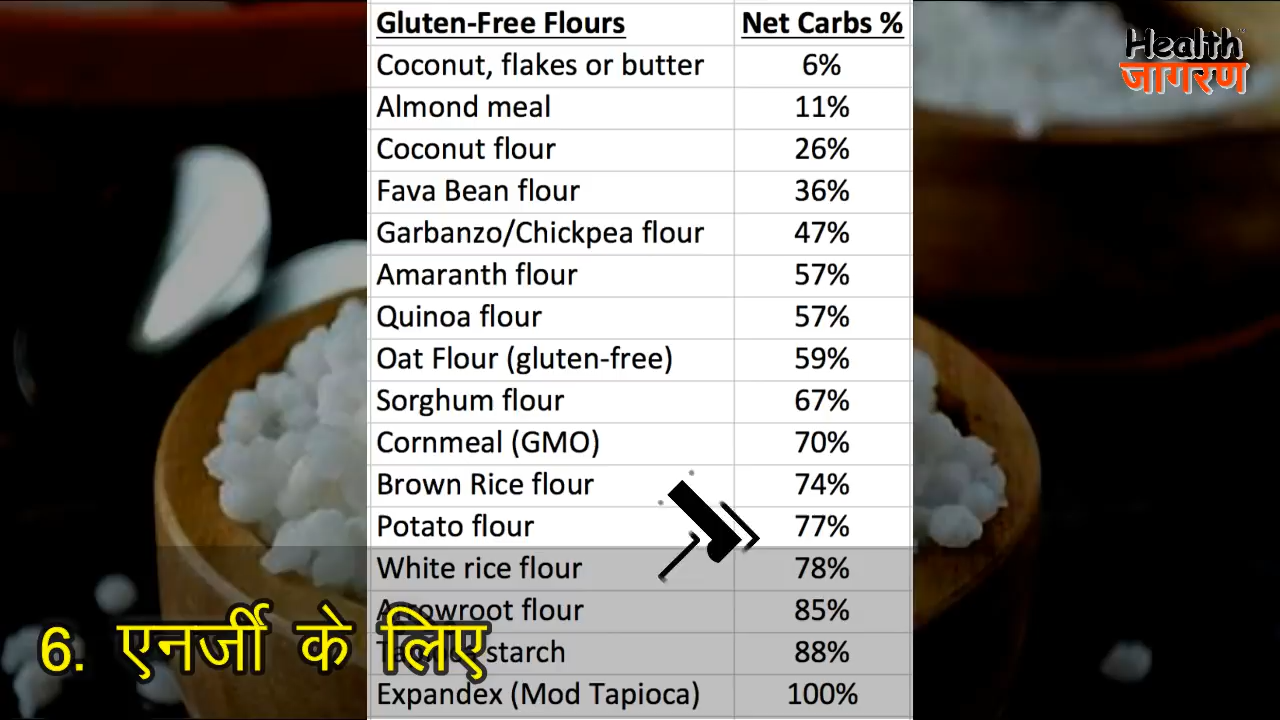 Gluten-Free Flours Net Carbs %
Coconut, flakes or butter 6%
Almond meal 11%
Coconut flour 26%
Fava Bean flour 36%
Garbanzo/Chickpea flour 47%
Amaranth flour 57%
Quinoa flour 57%
Oat Flour (gluten-free) 59%
Sorghum flour 67%
Cornmeal (GMO) 70%
Brown Rice flour 74%
Potato flour 77%
White rice flour 78%
Arrowroot flour 85%
starch 88%
Expandex (Mod Tapioca) 100%
6. एनर्जी के लिए
Health
जागरण